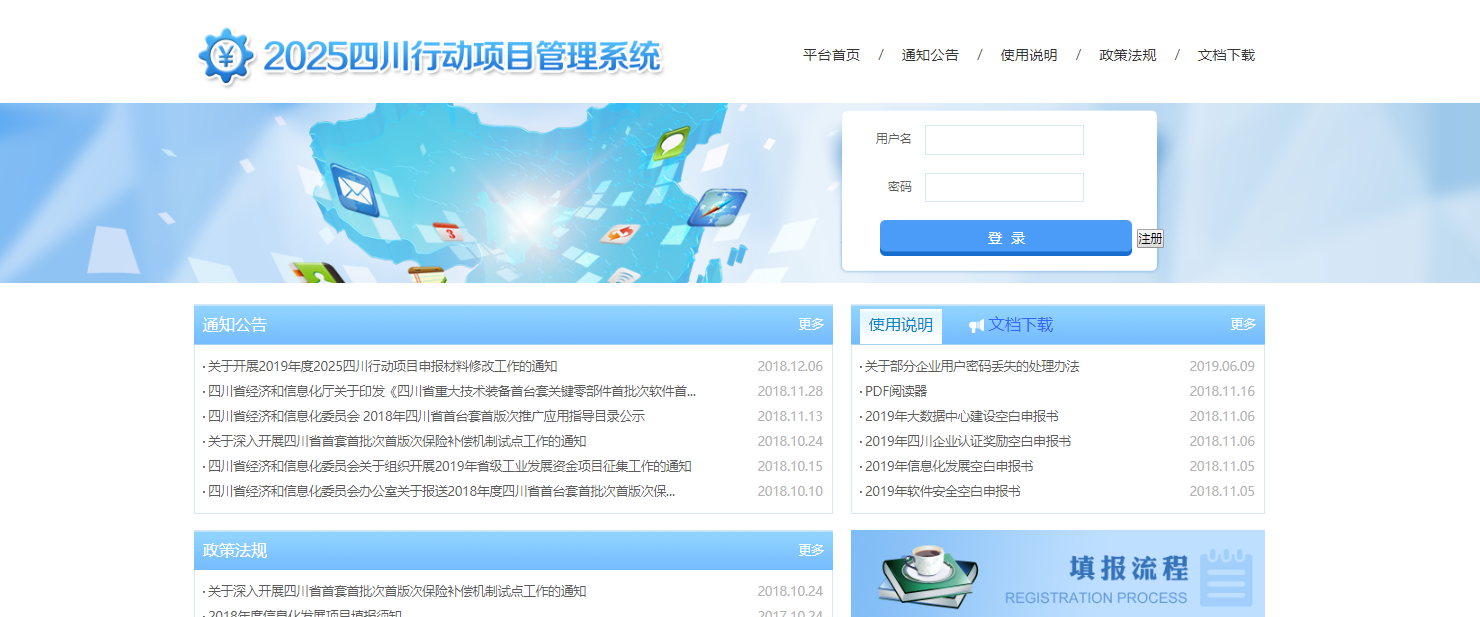 2025四川行动项目管理系统
平台首页 / 通知公告 / 使用说明 / 政策法规 / 文档下载
用户名
密码
登 录
注册
3
通知公告 更多
· 关于开展2019年度2025四川行动项目申报材料修改工作的通知 2018.12.06
· 四川省经济和信息化厅关于印发《四川省重大技术装备首台套关键零部件首批次软件首... 2018.11.28
· 四川省经济和信息化委员会 2018年四川省首台套首版次推广应用指导目录公示 2018.11.13
· 关于深入开展四川省首套首批次首版次保险补偿机制试点工作的通知 2018.10.24
· 四川省经济和信息化委员会关于组织开展2019年省级工业发展资金项目征集工作的通知 2018.10.15
· 四川省经济和信息化委员会办公室关于报送2018年度四川省首台套首批次首版次保... 2018.10.10
使用说明 文档下载 更多
· 关于部分企业用户密码丢失的处理办法 2019.06.09
· PDF阅读器 2018.11.16
· 2019年大数据中心建设空白申报书 2018.11.06
· 2019年四川企业认证奖励空白申报书 2018.11.06
· 2019年信息化发展空白申报书 2018.11.05
· 2019年软件安全空白申报书 2018.11.05
政策法规 更多
· 关于深入开展四川省首套首批次首版次保险补偿机制试点工作的通知 2018.10.24
· 2018年度信息化发展项目填报须知 2017.10.24
填报流程
REGISTRATION PROCESS